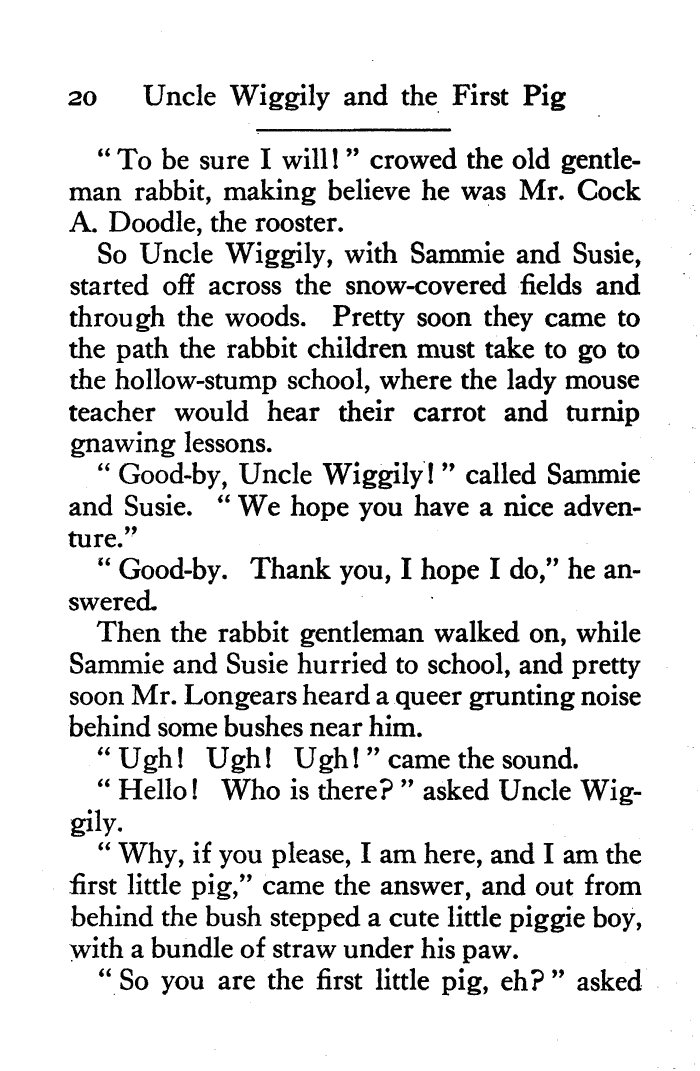 20 Uncle Wiggily and the First Pig
" To be sure I will! " crowed the old gentle-
man rabbit, making believe he was Mr. Cock
A. Doodle, the rooster.
So Uncle Wiggily, with Sammie and Susie,
started off across the snow-covered fields and
through the woods. Pretty soon they came to
the path the rabbit children must take to go to
the hollow-stump school, where the lady mouse
teacher would hear their carrot and turnip
gnawing lessons.
" Good-by, Uncle Wiggily! " called Sammie
and Susie. " We hope you have a nice adven-
ture."
" Good-by. Thank you, I hope I do," he an-
swered.
Then the rabbit gentleman walked on, while
Sammie and Susie hurried to school, and pretty
soon Mr. Longears heard a queer grunting noise
behind some bushes near him.
" Ugh! Ugh! Ugh! " came the sound.
" Hello! Who is there? " asked Uncle Wig-
gily.
" Why, if you please, I am here, and I am the
first little pig," came the answer, and out from
behind the bush stepped a cute little piggie boy,
with a bundle of straw under his paw.
" So you are the first little pig, eh? " asked